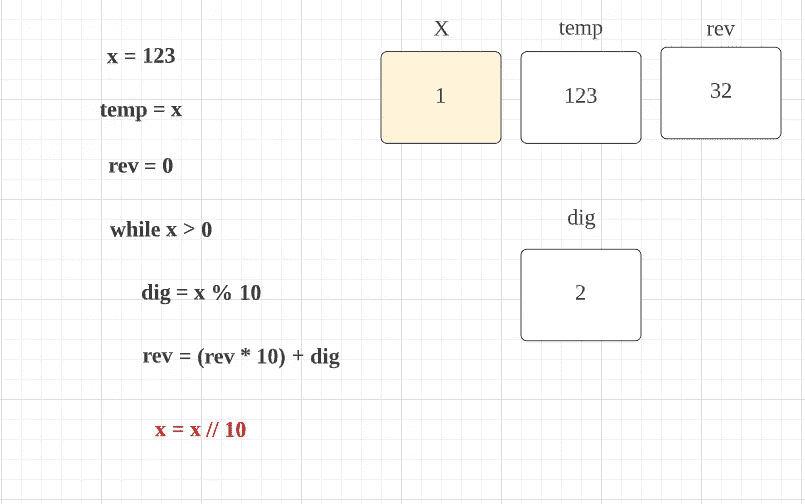 x = 123
temp = x
rev = 0
while x > 0
dig = x % 10
rev = (rev * 10) + dig
x = x // 10
X temp rev
1 123 32
dig
2